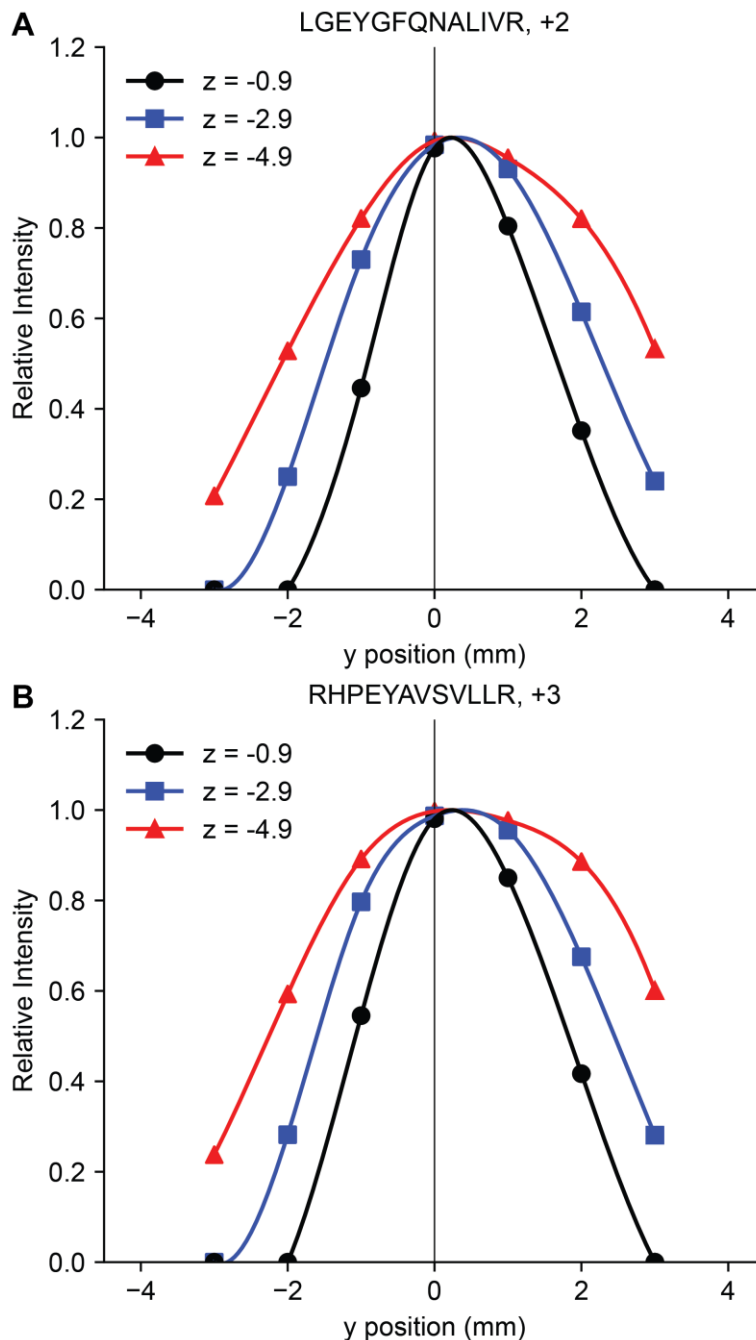 A
LGEYGFQNALIVR, +2
1.2
1.0
0.8
0.6
0.4
0.2
0.0
Relative Intensity
z = -0.9
z = -2.9
z = -4.9
−4
−2
0
2
4
y position (mm)
B
RHPEYAVSVLLR, +3
1.2
1.0
0.8
0.6
0.4
0.2
0.0
Relative Intensity
z = -0.9
z = -2.9
z = -4.9
−4
−2
0
2
4
y position (mm)